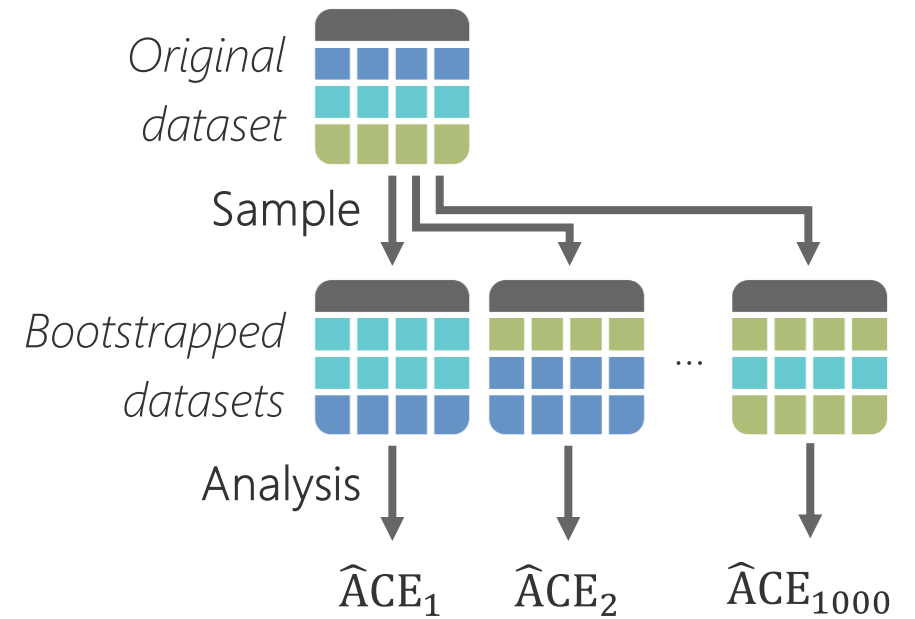 Original
dataset
Sample
Bootstrapped
datasets
...
Analysis
ÂCE₁ ÂCE₂ ÂCE₁₀₀₀